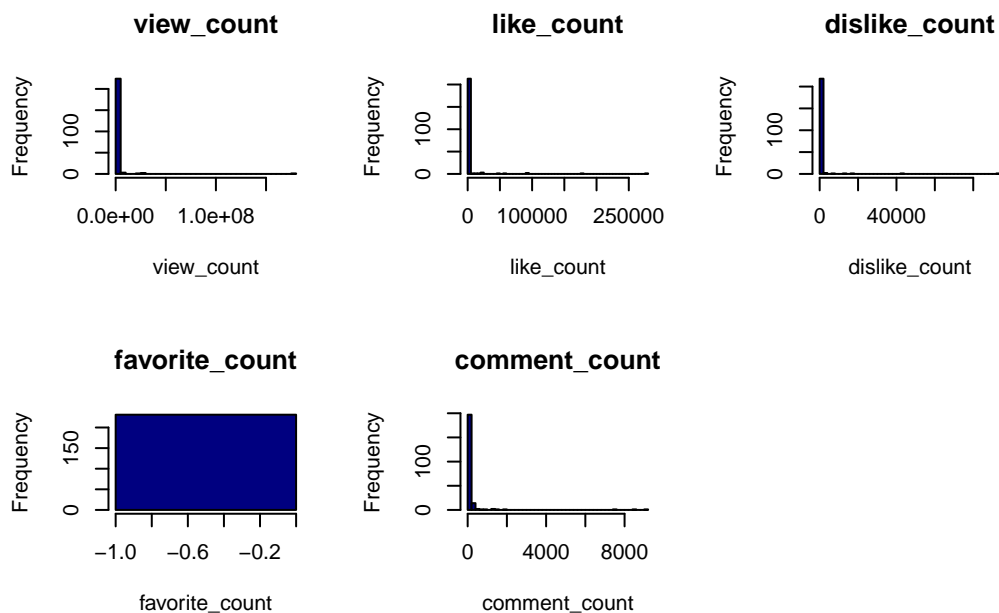 view_count
Frequency
0 100
0.0e+00 1.0e+08
view_count
like_count
Frequency
0 100
0 100000 250000
like_count
dislike_count
Frequency
0 100
0 40000
dislike_count
favorite_count
Frequency
0 150
−1.0 −0.6 −0.2
favorite_count
comment_count
Frequency
0 100
0 4000 8000
comment_count